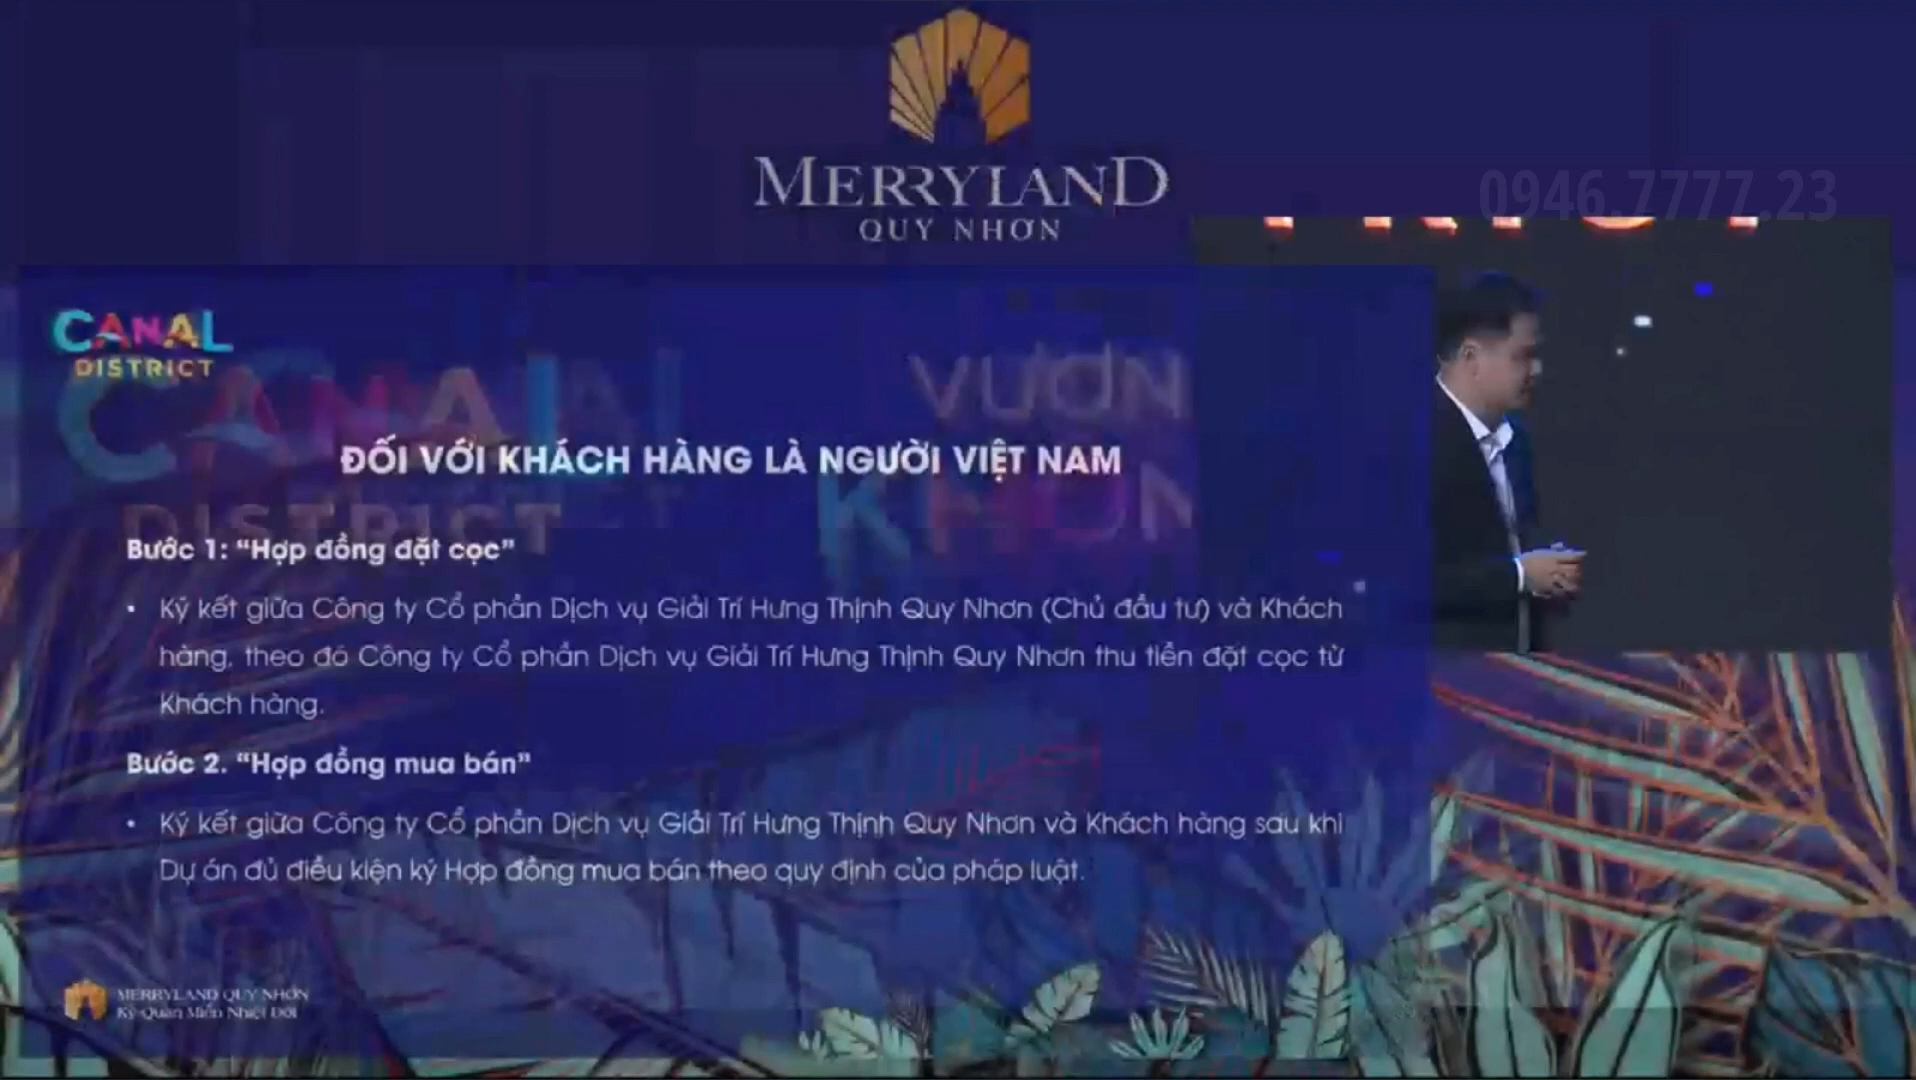 MERRYLAND
QUY NHƠN
0946.7777.23
CANAL
DISTRICT
CANAL
DISTRICT
VƯƠN
KHƠN
ĐỐI VỚI KHÁCH HÀNG LÀ NGƯỜI VIỆT NAM
Bước 1: “Hợp đồng đặt cọc”
• Ký kết giữa Công ty Cổ phần Dịch vụ Giải Trí Hưng Thịnh Quy Nhơn (Chủ đầu tư) và Khách
hàng, theo đó Công ty Cổ phần Dịch vụ Giải Trí Hưng Thịnh Quy Nhơn thu tiền đặt cọc từ
Khách hàng.
Bước 2. “Hợp đồng mua bán”
• Ký kết giữa Công ty Cổ phần Dịch vụ Giải Trí Hưng Thịnh Quy Nhơn và Khách hàng sau khi
Dự án đủ điều kiện ký Hợp đồng mua bán theo quy định của pháp luật.
MERRYLAND QUY NHƠN
Kỳ Quan Miền Nhiệt Đới